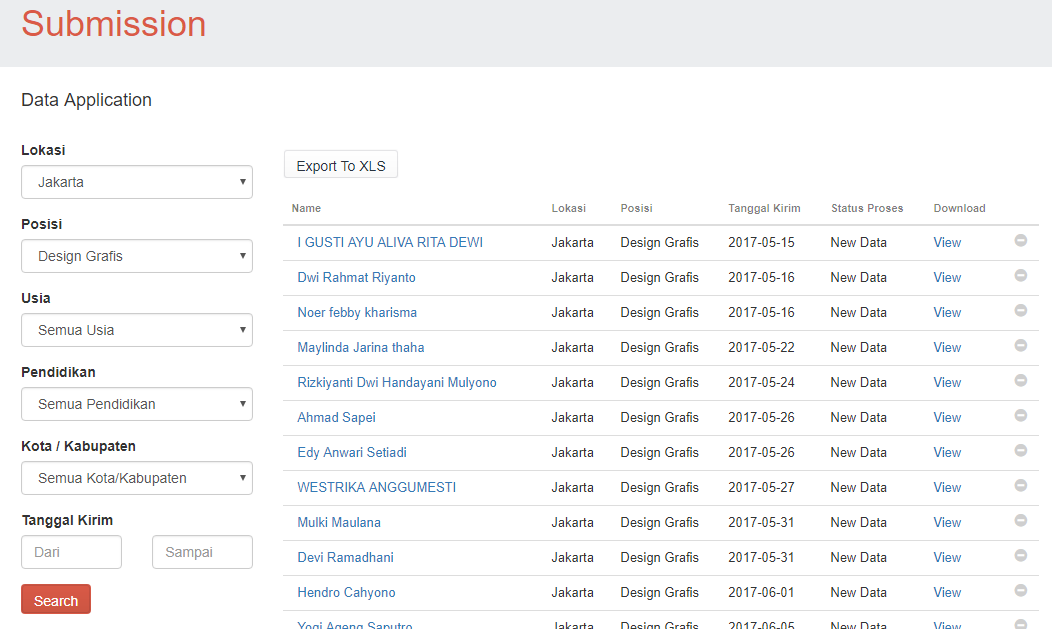 Submission
Data Application
Lokasi
Jakarta
Posisi
Design Grafis
Usia
Semua Usia
Pendidikan
Semua Pendidikan
Kota / Kabupaten
Semua Kota/Kabupaten
Tanggal Kirim
Dari Sampai
Search
Export To XLS
Name Lokasi Posisi Tanggal Kirim Status Proses Download
I GUSTI AYU ALIVA RITA DEWI Jakarta Design Grafis 2017-05-15 New Data View
Dwi Rahmat Riyanto Jakarta Design Grafis 2017-05-16 New Data View
Noer febby kharisma Jakarta Design Grafis 2017-05-16 New Data View
Maylinda Jarina thaha Jakarta Design Grafis 2017-05-22 New Data View
Rizkiyanti Dwi Handayani Mulyono Jakarta Design Grafis 2017-05-24 New Data View
Ahmad Sapei Jakarta Design Grafis 2017-05-26 New Data View
Edy Anwari Setiadi Jakarta Design Grafis 2017-05-26 New Data View
WESTRIKA ANGGUMESTI Jakarta Design Grafis 2017-05-27 New Data View
Mulki Maulana Jakarta Design Grafis 2017-05-31 New Data View
Devi Ramadhani Jakarta Design Grafis 2017-05-31 New Data View
Hendro Cahyono Jakarta Design Grafis 2017-06-01 New Data View
Yogi Ageng Saputro Jakarta Design Grafis 2017-06-05 New Data View